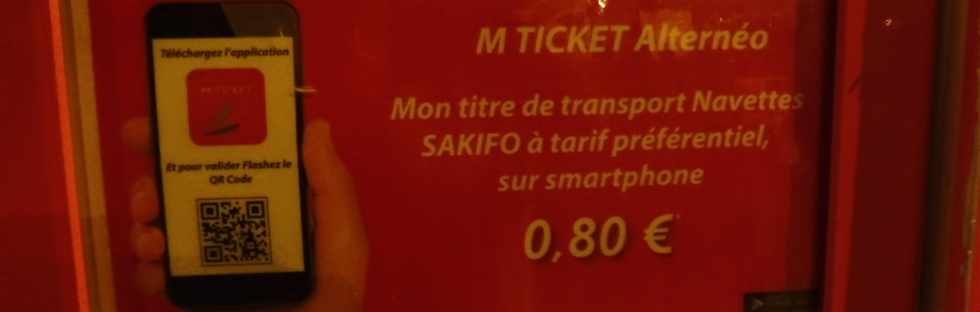 Téléchargez l'application
M TICKET
Et pour valider Flashez le
QR Code
M TICKET Alternéo
Mon titre de transport Navettes
SAKIFO à tarif préférentiel,
sur smartphone
0,80 €*